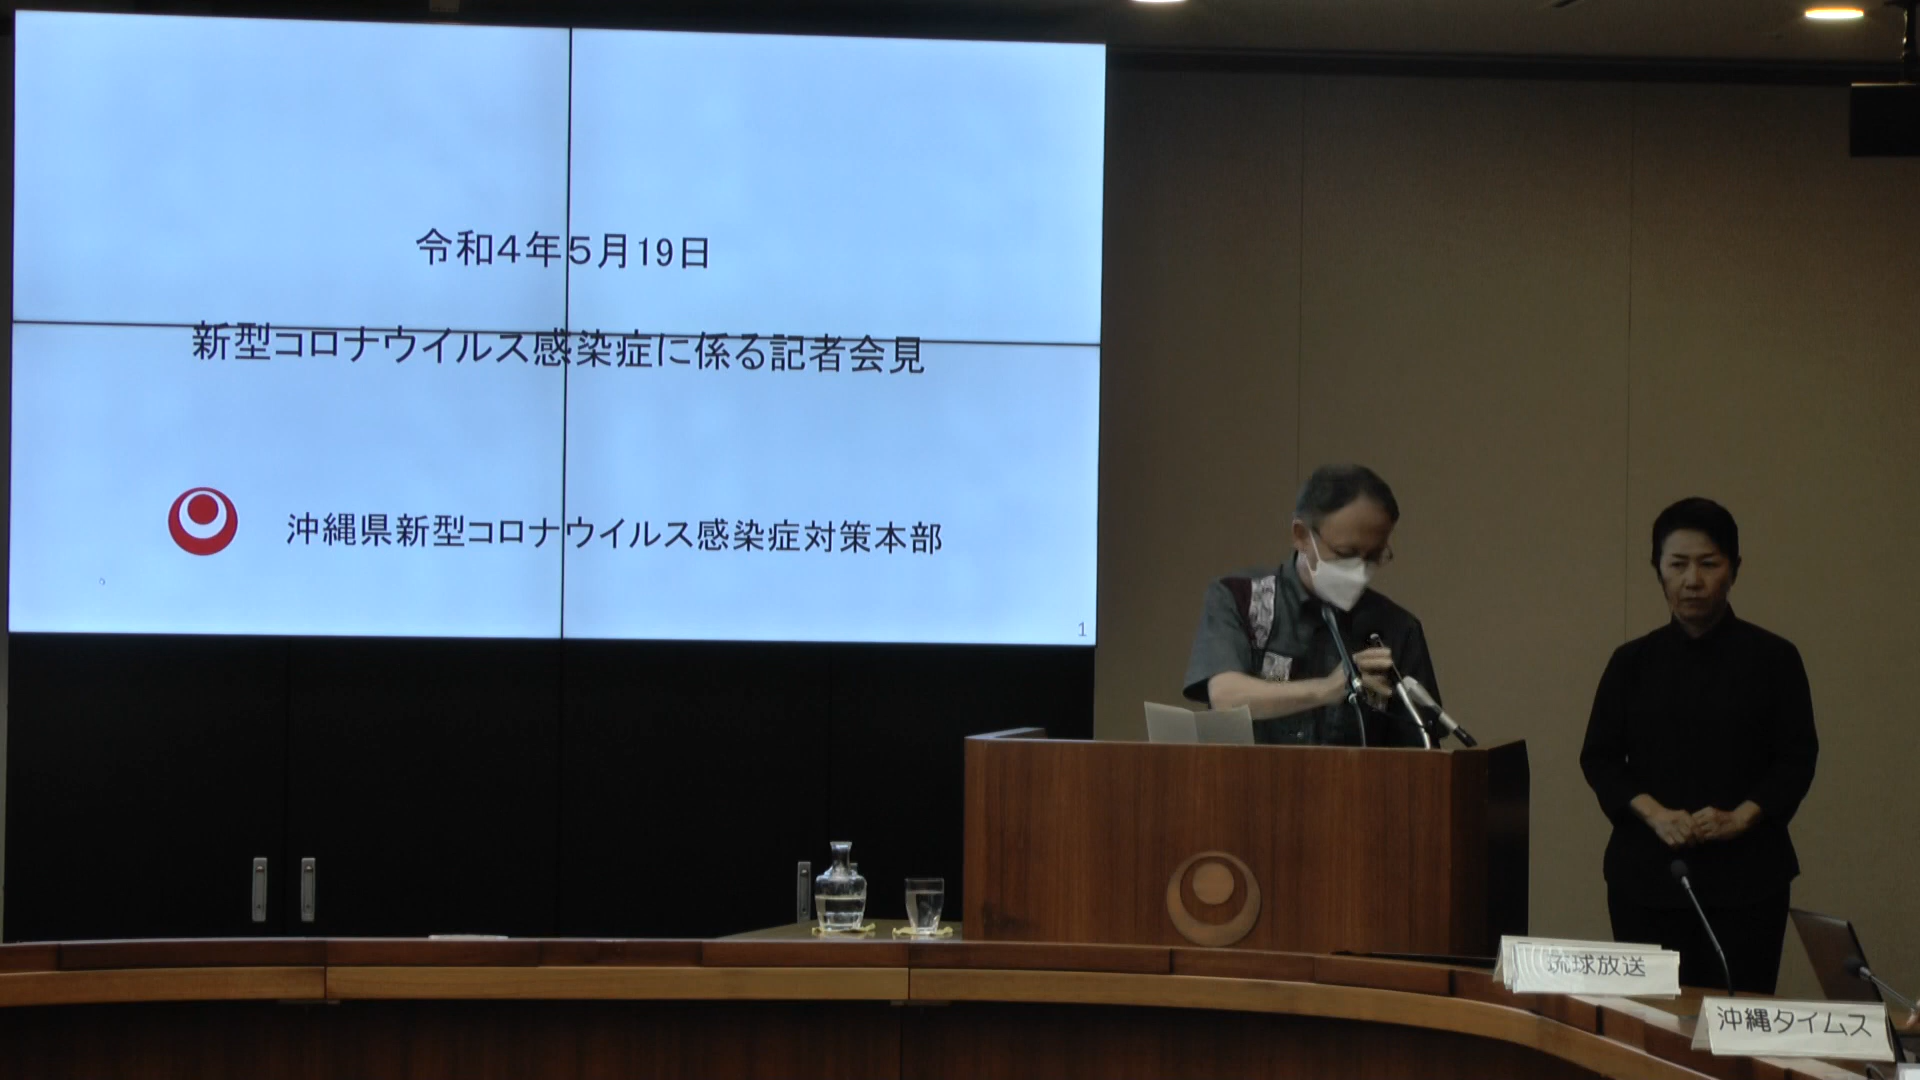 令和４年５月19日
新型コロナウイルス感染症に係る記者会見
沖縄県新型コロナウイルス感染症対策本部
1
琉球放送
沖縄タイムス